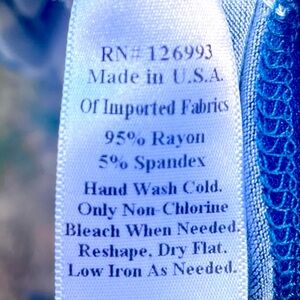 RN# 126993
Made in U.S.A.
Of Imported Fabrics
95% Rayon
5% Spandex
Hand Wash Cold.
Only Non-Chlorine
Bleach When Needed.
Reshape, Dry Flat.
Low Iron As Needed.